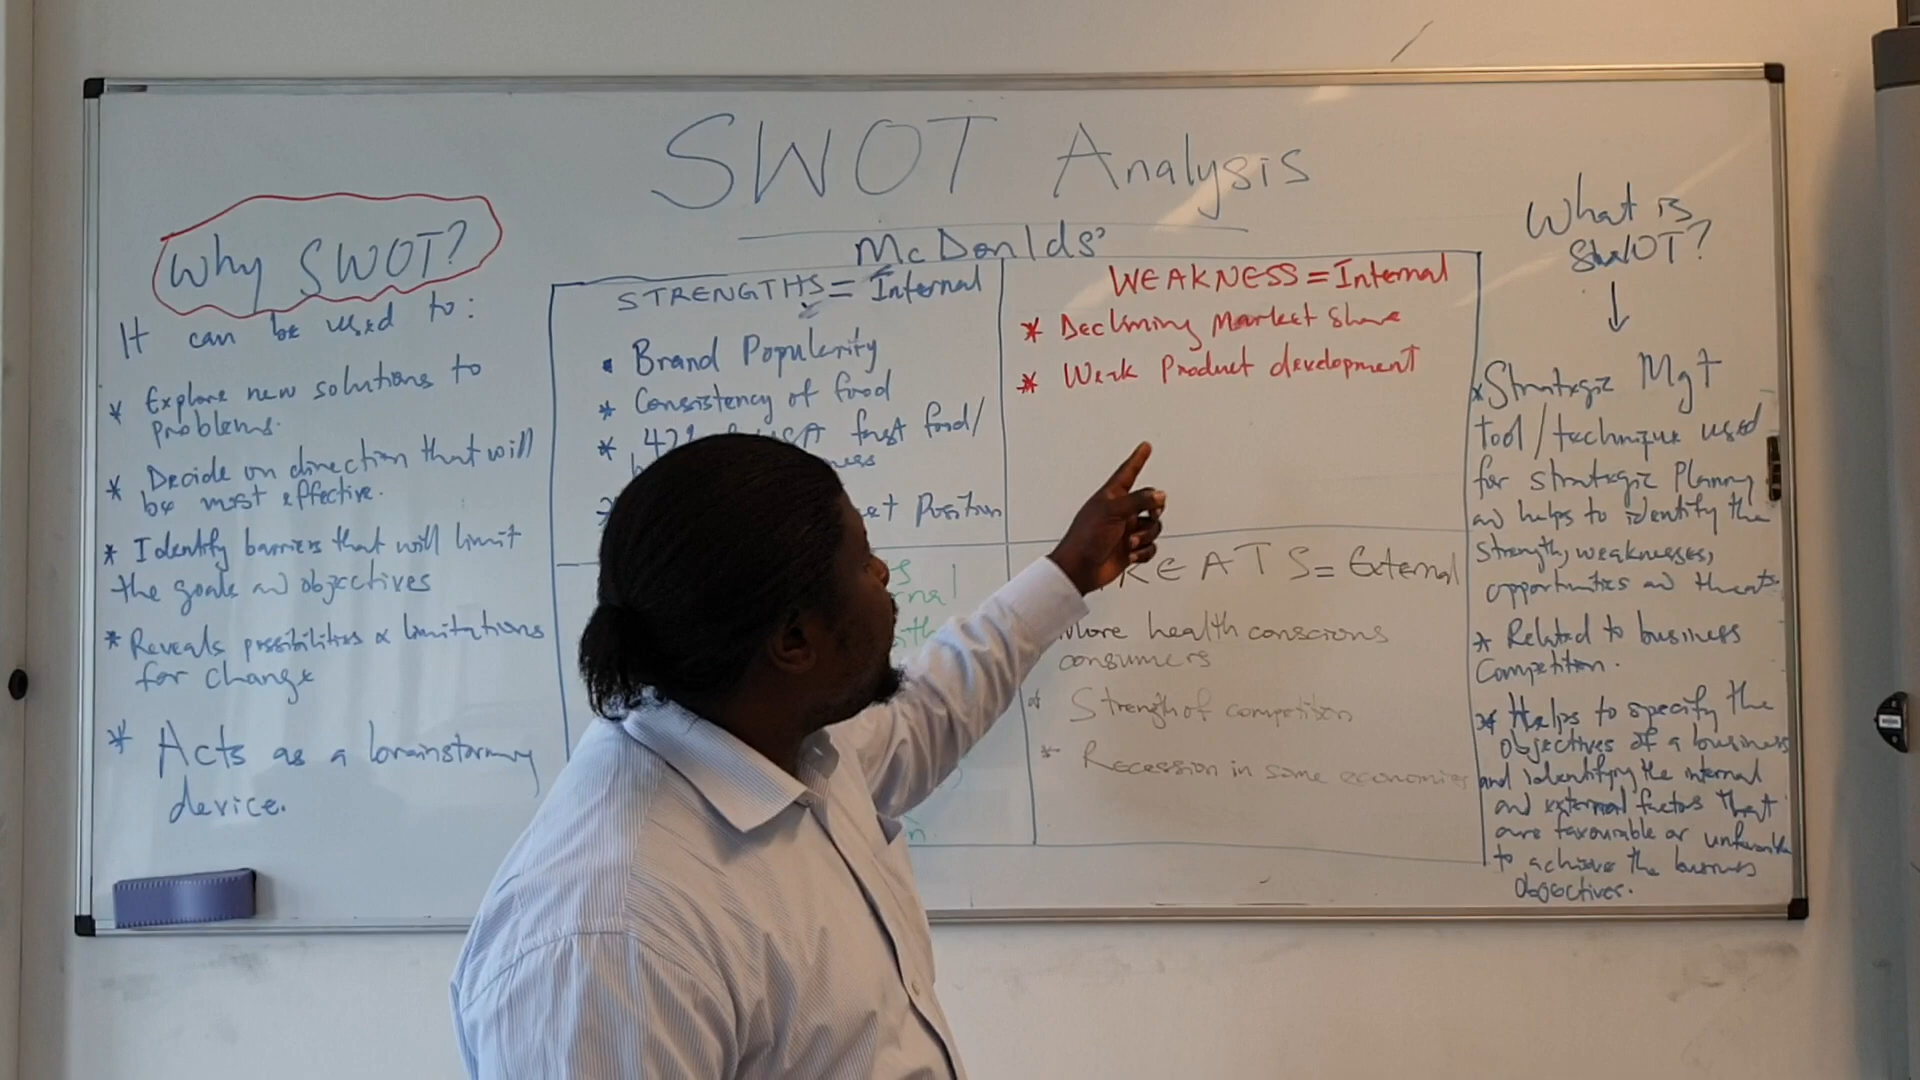 SWOT Analysis
McDonlds'
Why SWOT?
It can be used to:
* Explore new solutions to
problems.
* Decide on direction that will
be most effective.
* Identify barriers that will limit
the goals and objectives
* Reveals possibilities & limitations
for change
* Acts as a brainstorming
device.
STRENGTHS = Internal
Brand Popularity
* Consistency of food
* fast food/
Position
WEAKNESS = Internal
* Declining Market Share
* Weak Product development
REATS = External
More health conscious
consumers
* Strength of competition
* Recession in some economies
What is
SWOT?
↓
* Strategic Mgt
tool/technique used
for strategic Planning
and helps to identify the
Strength, weaknesses,
opportunities and threats
* Related to business
Competition.
* Helps to specify the
objectives of a business
and identifying the internal
and external factors that
are favourable or unfavourable
to achieve the business
Objectives.